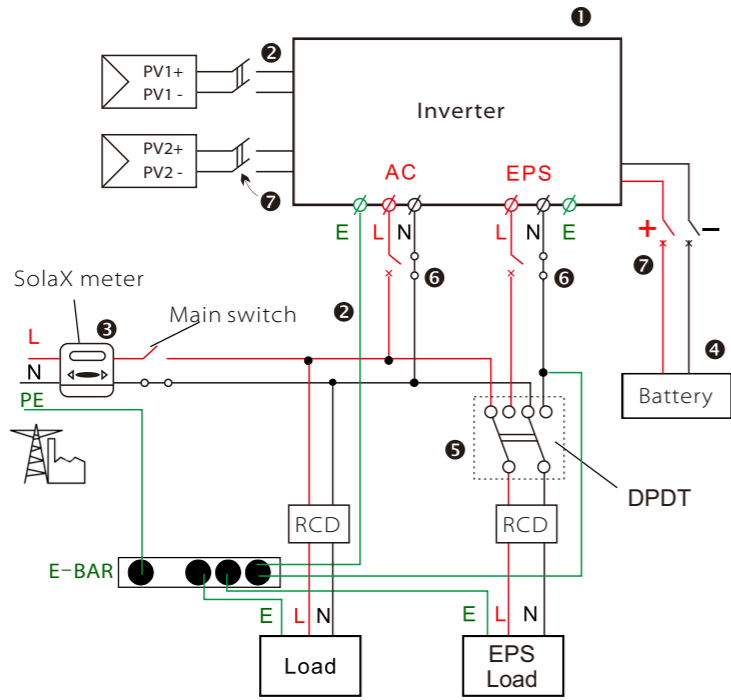 ❶
PV1+
PV1 -
❷
Inverter
PV2+
PV2 -
❼
AC
EPS
E
L
N
L
N
E
+
−
❼
❻
❻
SolaX meter
❸
Main switch
❷
L
N
PE
❹
Battery
❺
DPDT
RCD
RCD
E-BAR
E
L
N
E
L
N
Load
EPS
Load